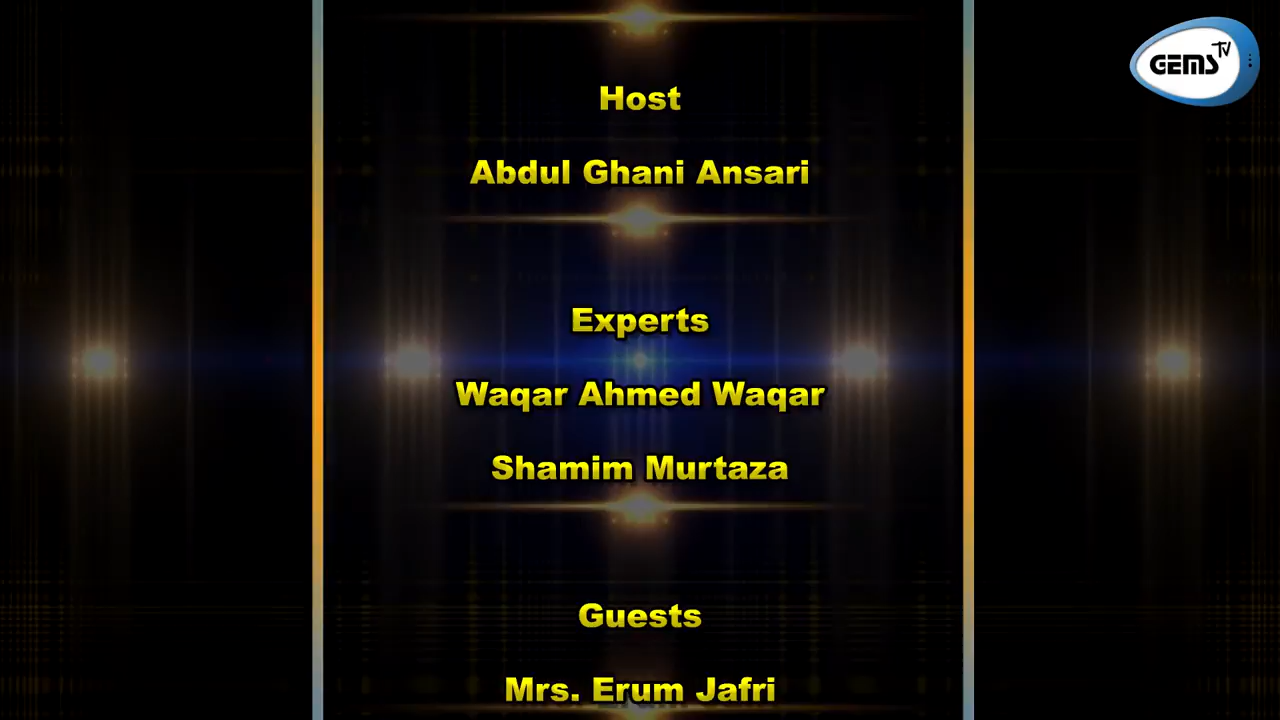 GEMS TV
Host
Abdul Ghani Ansari
Experts
Waqar Ahmed Waqar
Shamim Murtaza
Guests
Mrs. Erum Jafri